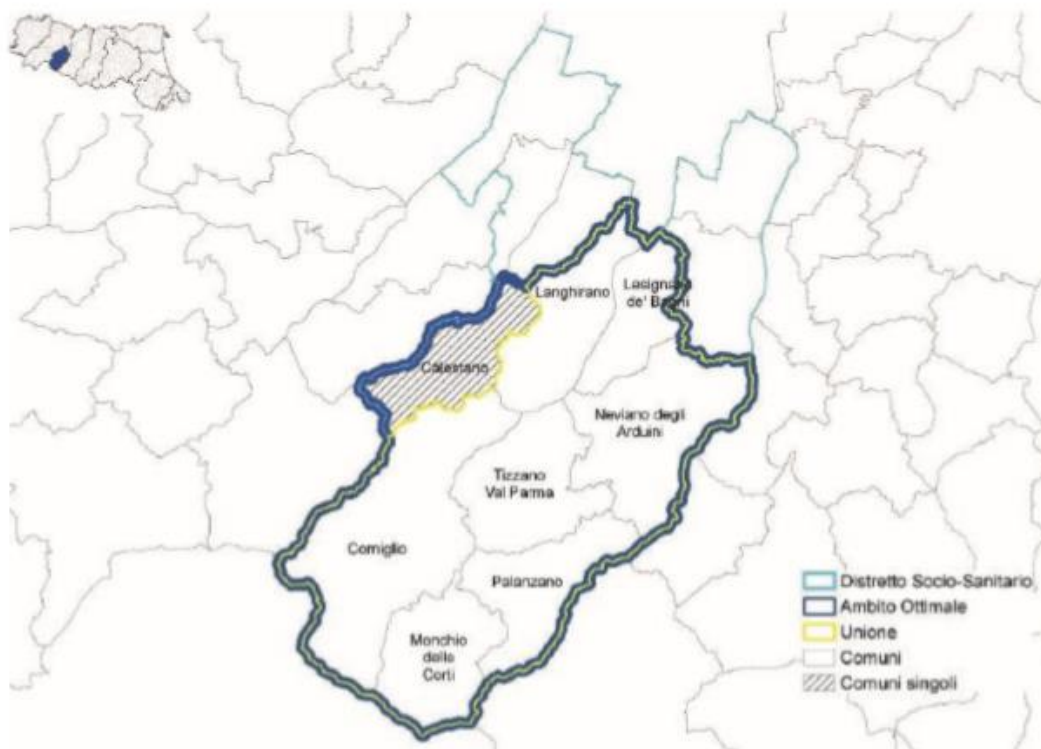 Langhirano
Lesignano
de' Bagni
Calestano
Neviano degli
Arduini
Tizzano
Val Parma
Corniglio
Palanzano
Monchio
delle
Corti
Distretto Socio-Sanitario
Ambito Ottimale
Unione
Comuni
Comuni singoli